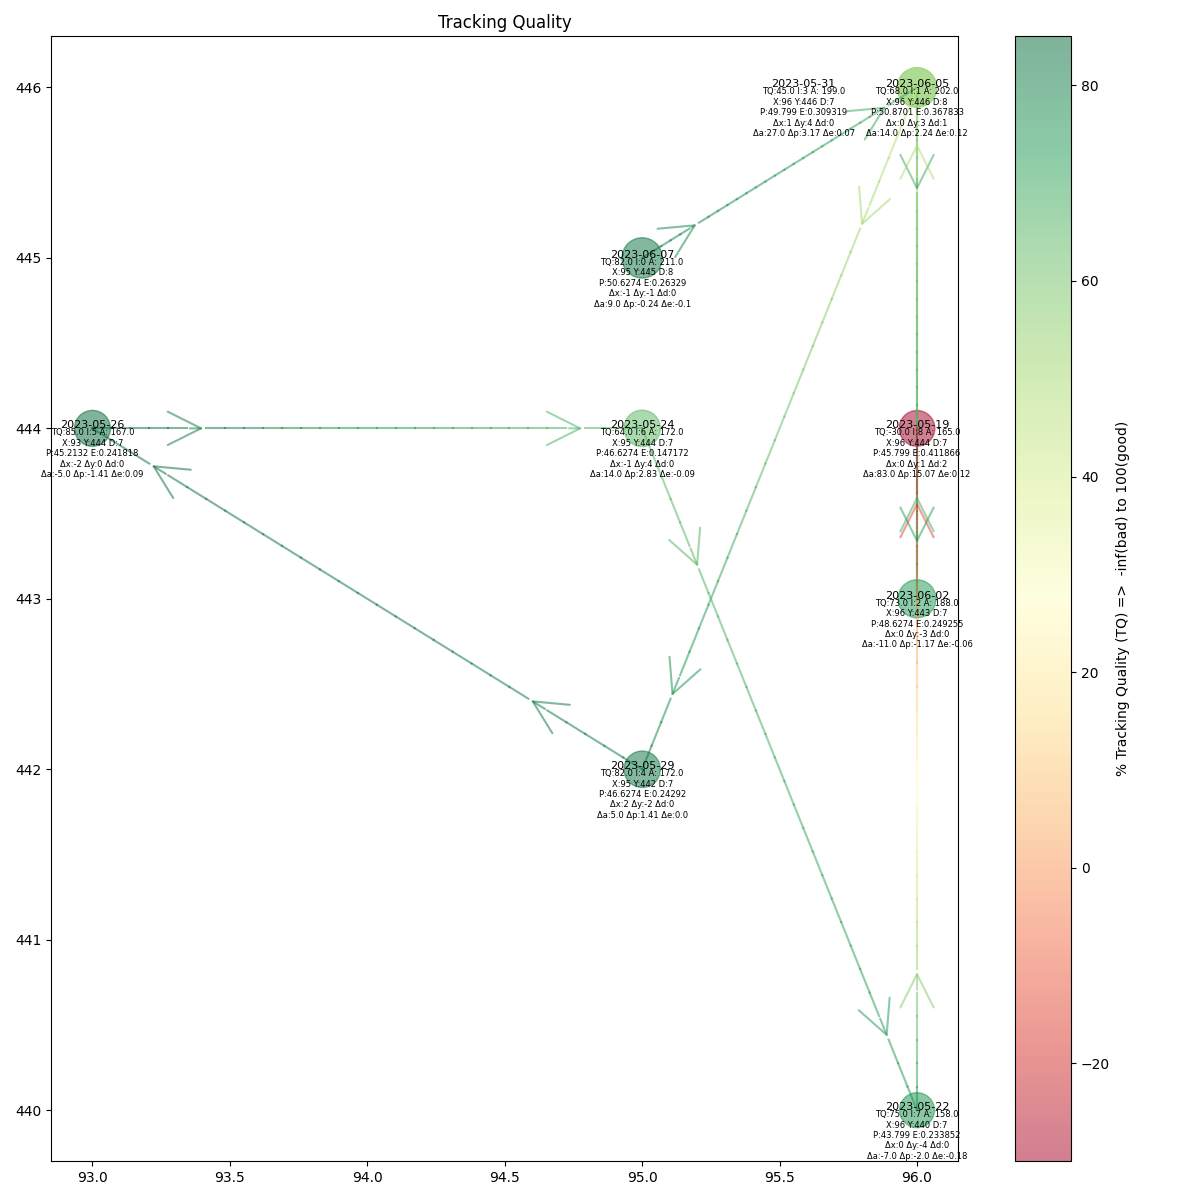 Tracking Quality
446
445
444
443
442
441
440
93.0
93.5
94.0
94.5
95.0
95.5
96.0
2023-05-31
TQ:45.0 I:3 A: 199.0
X:96 Y:446 D:7
P:49.799 E:0.309319
Δx:1 Δy:4 Δd:0
Δa:27.0 Δp:3.17 Δe:0.07
2023-06-05
TQ:68.0 I:1 A: 202.0
X:96 Y:446 D:8
P:50.8701 E:0.367833
Δx:0 Δy:3 Δd:1
Δa:14.0 Δp:2.24 Δe:0.12
2023-06-07
TQ:82.0 I:0 A: 211.0
X:95 Y:445 D:8
P:50.6274 E:0.26329
Δx:-1 Δy:-1 Δd:0
Δa:9.0 Δp:-0.24 Δe:-0.1
2023-05-26
TQ:85.0 I:5 A: 167.0
X:93 Y:444 D:7
P:45.2132 E:0.241818
Δx:-2 Δy:0 Δd:0
Δa:-5.0 Δp:-1.41 Δe:0.09
2023-05-24
TQ:64.0 I:6 A: 172.0
X:95 Y:444 D:7
P:46.6274 E:0.147172
Δx:-1 Δy:4 Δd:0
Δa:14.0 Δp:2.83 Δe:-0.09
2023-05-19
TQ:-30.0 I:8 A: 165.0
X:96 Y:444 D:7
P:45.799 E:0.411866
Δx:0 Δy:1 Δd:2
Δa:83.0 Δp:15.07 Δe:0.12
2023-06-02
TQ:73.0 I:2 A: 188.0
X:96 Y:443 D:7
P:48.6274 E:0.249255
Δx:0 Δy:-3 Δd:0
Δa:-11.0 Δp:-1.17 Δe:-0.06
2023-05-29
TQ:82.0 I:4 A: 172.0
X:95 Y:442 D:7
P:46.6274 E:0.24292
Δx:2 Δy:-2 Δd:0
Δa:5.0 Δp:1.41 Δe:0.0
2023-05-22
TQ:75.0 I:7 A: 158.0
X:96 Y:440 D:7
P:43.799 E:0.233852
Δx:0 Δy:-4 Δd:0
Δa:-7.0 Δp:-2.0 Δe:-0.18
80
60
40
20
0
−20
% Tracking Quality (TQ) => -inf(bad) to 100(good)